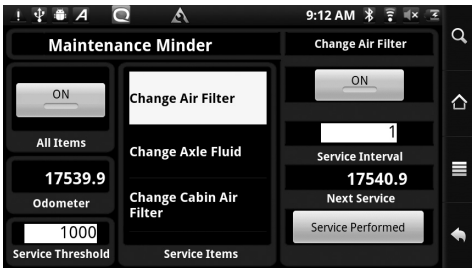 9:12 AM
Maintenance Minder
Change Air Filter
ON
All Items
17539.9
Odometer
1000
Service Threshold
Change Air Filter
Change Axle Fluid
Change Cabin Air
Filter
Service Items
ON
1
Service Interval
17540.9
Next Service
Service Performed